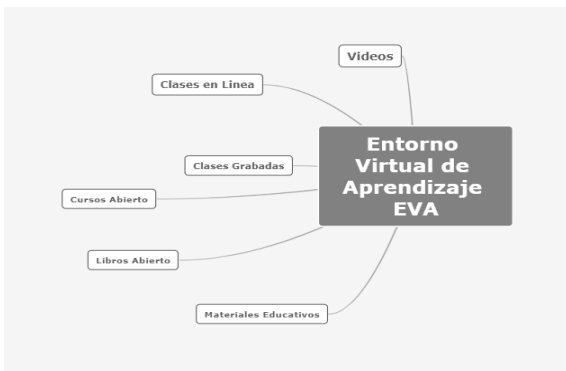 Videos
Clases en Linea
Entorno
Virtual de
Aprendizaje
EVA
Clases Grabadas
Cursos Abierto
Libros Abierto
Materiales Educativos